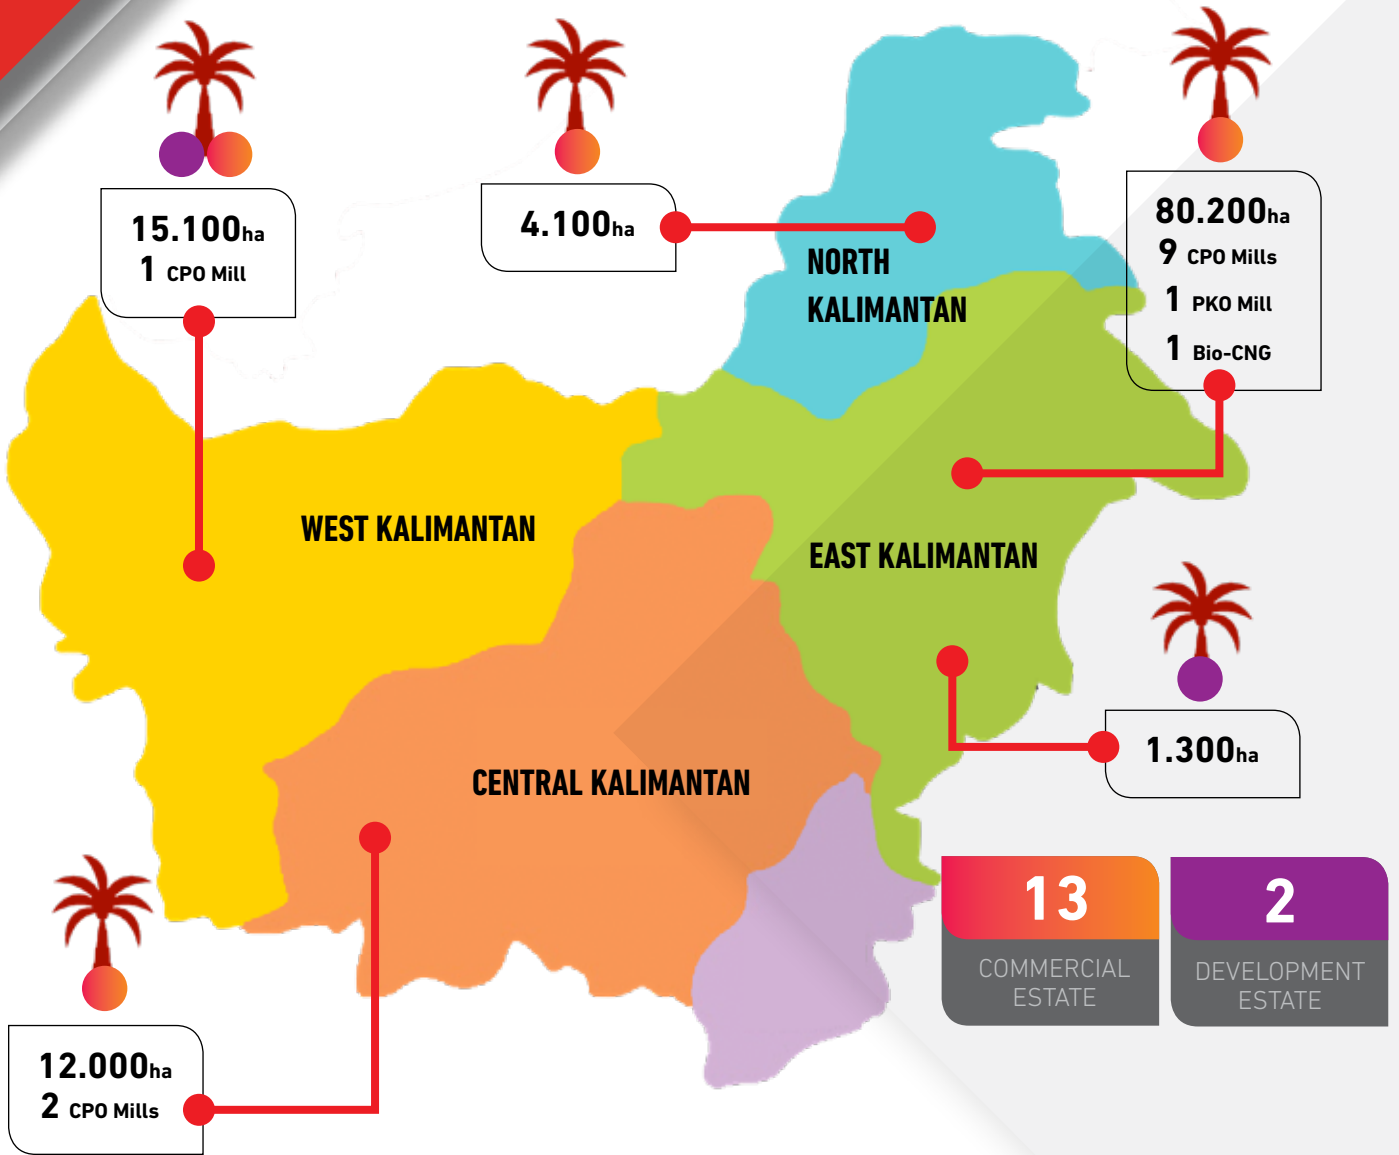 15.100ha
1 CPO Mill
4.100ha
80.200ha
9 CPO Mills
1 PKO Mill
1 Bio-CNG
NORTH
KALIMANTAN
WEST KALIMANTAN
EAST KALIMANTAN
1.300ha
CENTRAL KALIMANTAN
13
COMMERCIAL
ESTATE
2
DEVELOPMENT
ESTATE
12.000ha
2 CPO Mills